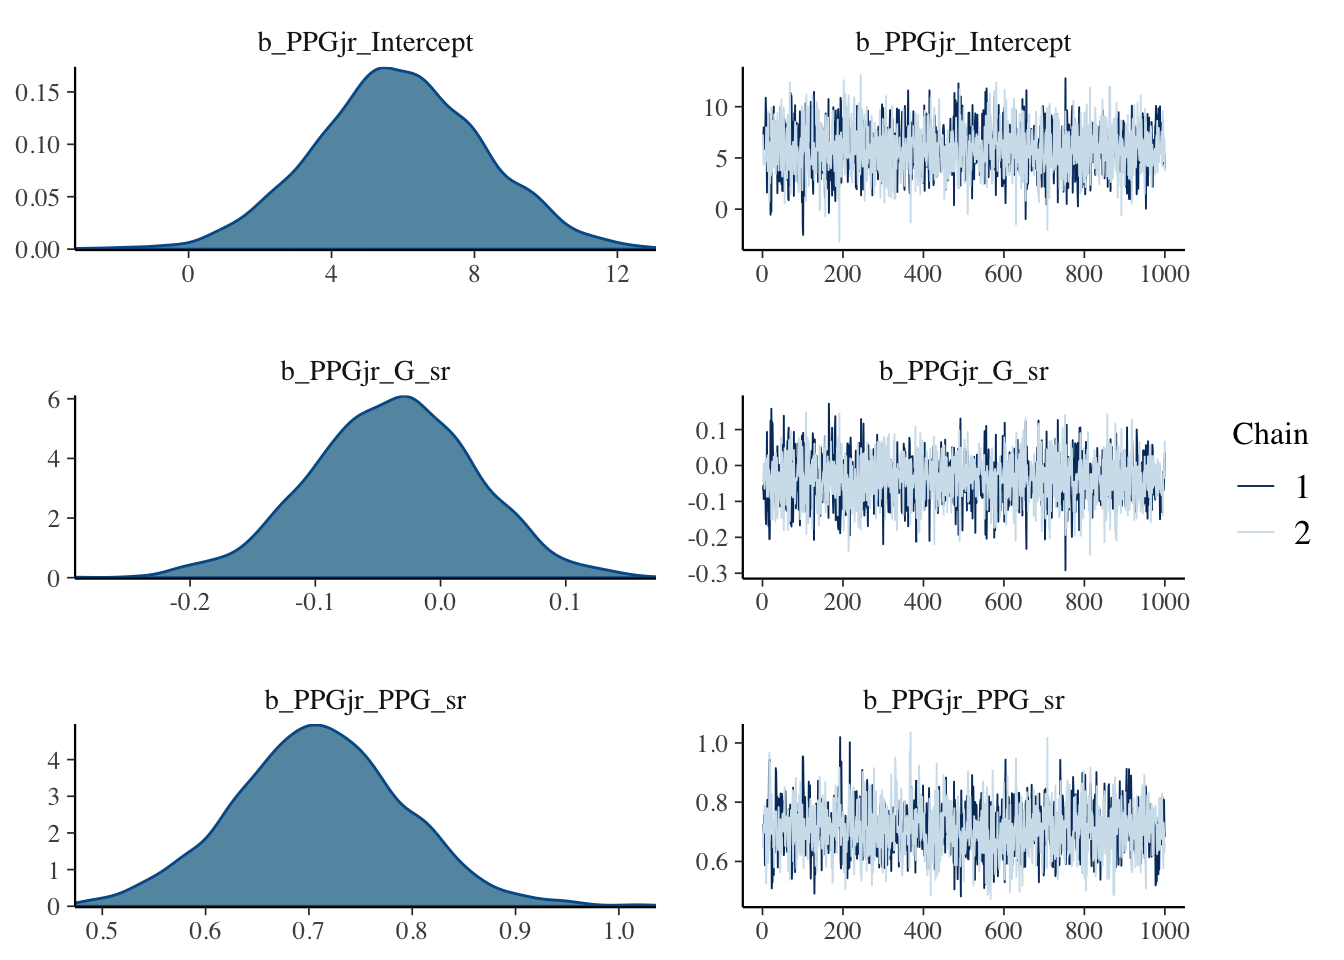 b_PPGjr_Intercept
0.15
0.10
0.05
0.00
0 4 8 12
b_PPGjr_Intercept
10
5
0
0 200 400 600 800 1000
b_PPGjr_G_sr
6
4
2
0
-0.2 -0.1 0.0 0.1
b_PPGjr_G_sr
0.1
0.0
-0.1
-0.2
-0.3
0 200 400 600 800 1000
b_PPGjr_PPG_sr
4
3
2
1
0
0.5 0.6 0.7 0.8 0.9 1.0
b_PPGjr_PPG_sr
1.0
0.8
0.6
0 200 400 600 800 1000
Chain
1
2